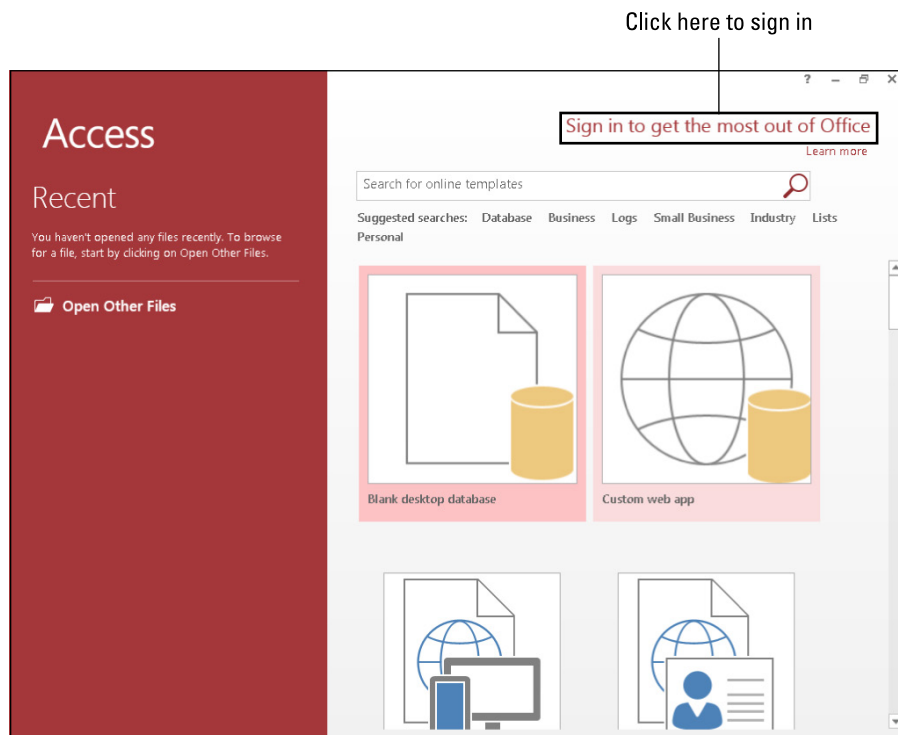 Click here to sign in
?
Access
Sign in to get the most out of Office
Learn more
Recent
Search for online templates
Suggested searches: Database Business Logs Small Business Industry Lists
Personal
You haven't opened any files recently. To browse
for a file, start by clicking on Open Other Files.
Open Other Files
Blank desktop database
Custom web app